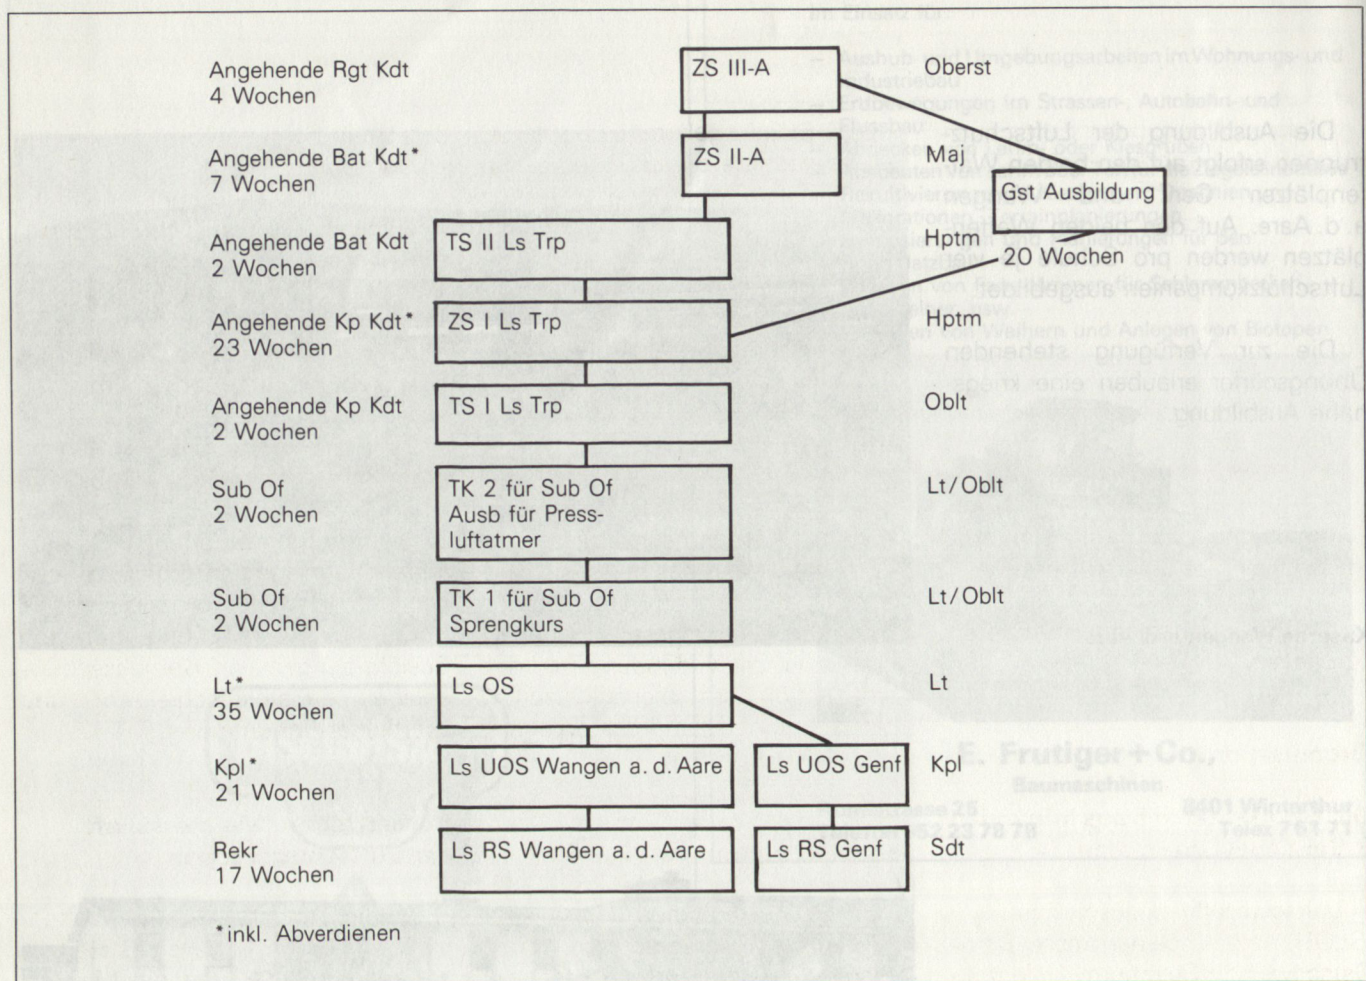 Angehende Rgt Kdt
4 Wochen
ZS III-A
Oberst
Angehende Bat Kdt*
7 Wochen
ZS II-A
Maj
Gst Ausbildung
Angehende Bat Kdt
2 Wochen
TS II Ls Trp
Hptm
20 Wochen
Angehende Kp Kdt*
23 Wochen
ZS I Ls Trp
Hptm
Angehende Kp Kdt
2 Wochen
TS I Ls Trp
Oblt
Sub Of
2 Wochen
TK 2 für Sub Of
Ausb für Press-
luftatmer
Lt/Oblt
Sub Of
2 Wochen
TK 1 für Sub Of
Sprengkurs
Lt/Oblt
Lt*
35 Wochen
Ls OS
Lt
Kpl*
21 Wochen
Ls UOS Wangen a. d. Aare
Ls UOS Genf
Kpl
Rekr
17 Wochen
Ls RS Wangen a. d. Aare
Ls RS Genf
Sdt
*inkl. Abverdienen
E. Frutiger+Co.,
Baumaschinen
8401 Winterthur